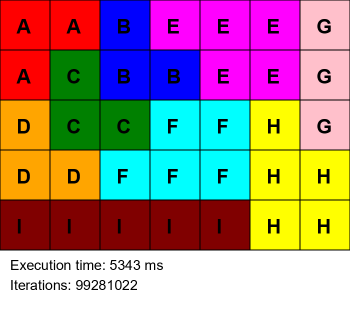 A A B E E E G
A C B B E E G
D C C F F H G
D D F F F H H
I I I I I H H
Execution time: 5343 ms
Iterations: 99281022